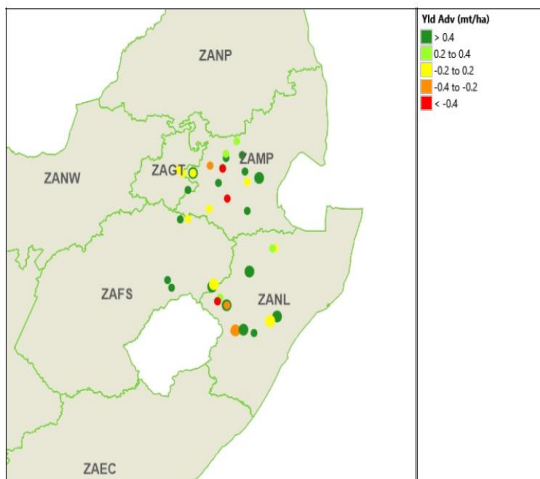 Yld Adv (mt/ha)
> 0.4
0.2 to 0.4
-0.2 to 0.2
-0.4 to -0.2
< -0.4
ZANP
ZANW
ZAGT
ZAMP
ZAFS
ZANL
ZAEC